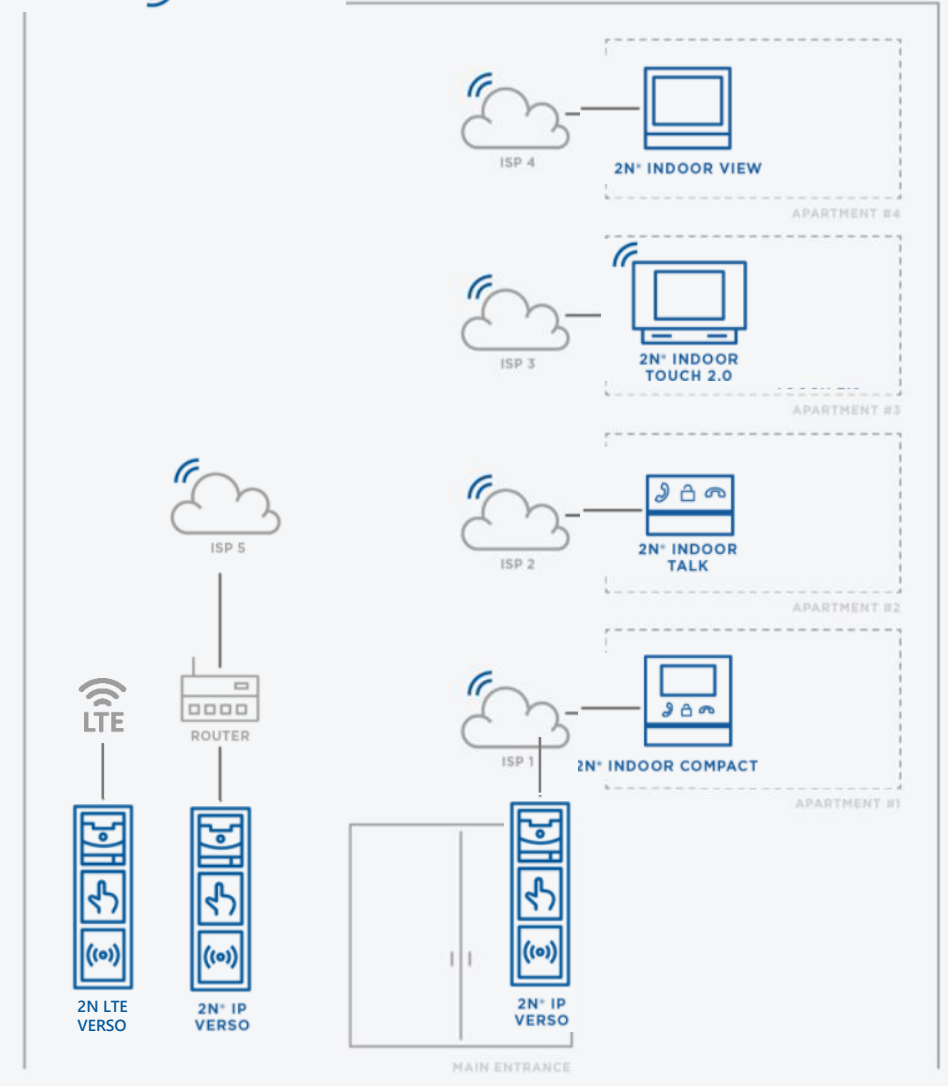 ISP 4
2N® INDOOR VIEW
APARTMENT #4
ISP 3
2N® INDOOR
TOUCH 2.0
APARTMENT #3
ISP 5
ISP 2
2N® INDOOR
TALK
APARTMENT #2
LTE
ROUTER
ISP 1
2N® INDOOR COMPACT
APARTMENT #1
2N LTE
VERSO
2N® IP
VERSO
2N® IP
VERSO
MAIN ENTRANCE